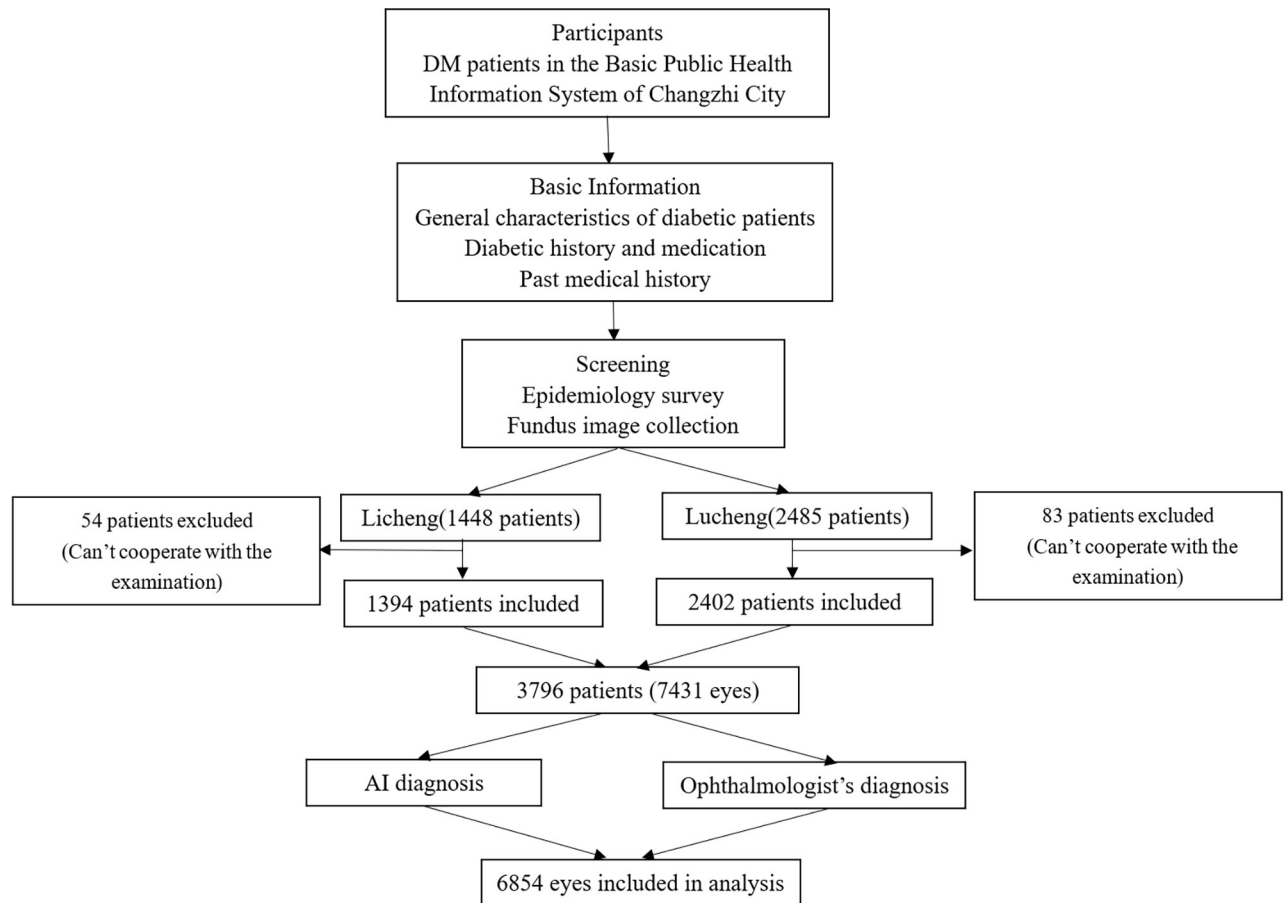 Participants
DM patients in the Basic Public Health
Information System of Changzhi City
Basic Information
General characteristics of diabetic patients
Diabetic history and medication
Past medical history
Screening
Epidemiology survey
Fundus image collection
Licheng(1448 patients)
Lucheng(2485 patients)
54 patients excluded
(Can’t cooperate with the
examination)
83 patients excluded
(Can’t cooperate with the
examination)
1394 patients included
2402 patients included
3796 patients (7431 eyes)
AI diagnosis
Ophthalmologist’s diagnosis
6854 eyes included in analysis